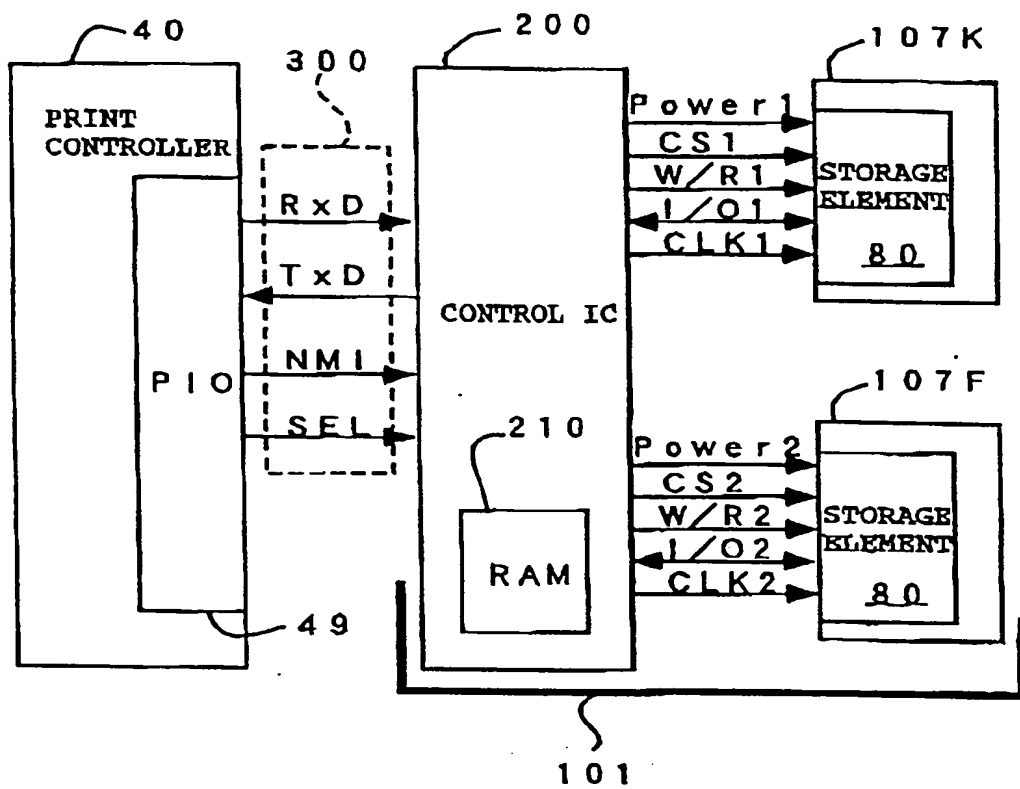 40
200
107K
300
PRINT
CONTROLLER
RxD
TxD
NMI
SEL
PIO
49
CONTROL IC
210
RAM
Power1
CS1
W/R1
I/O1
CLK1
STORAGE
ELEMENT
80
107F
Power2
CS2
W/R2
I/O2
CLK2
STORAGE
ELEMENT
80
101